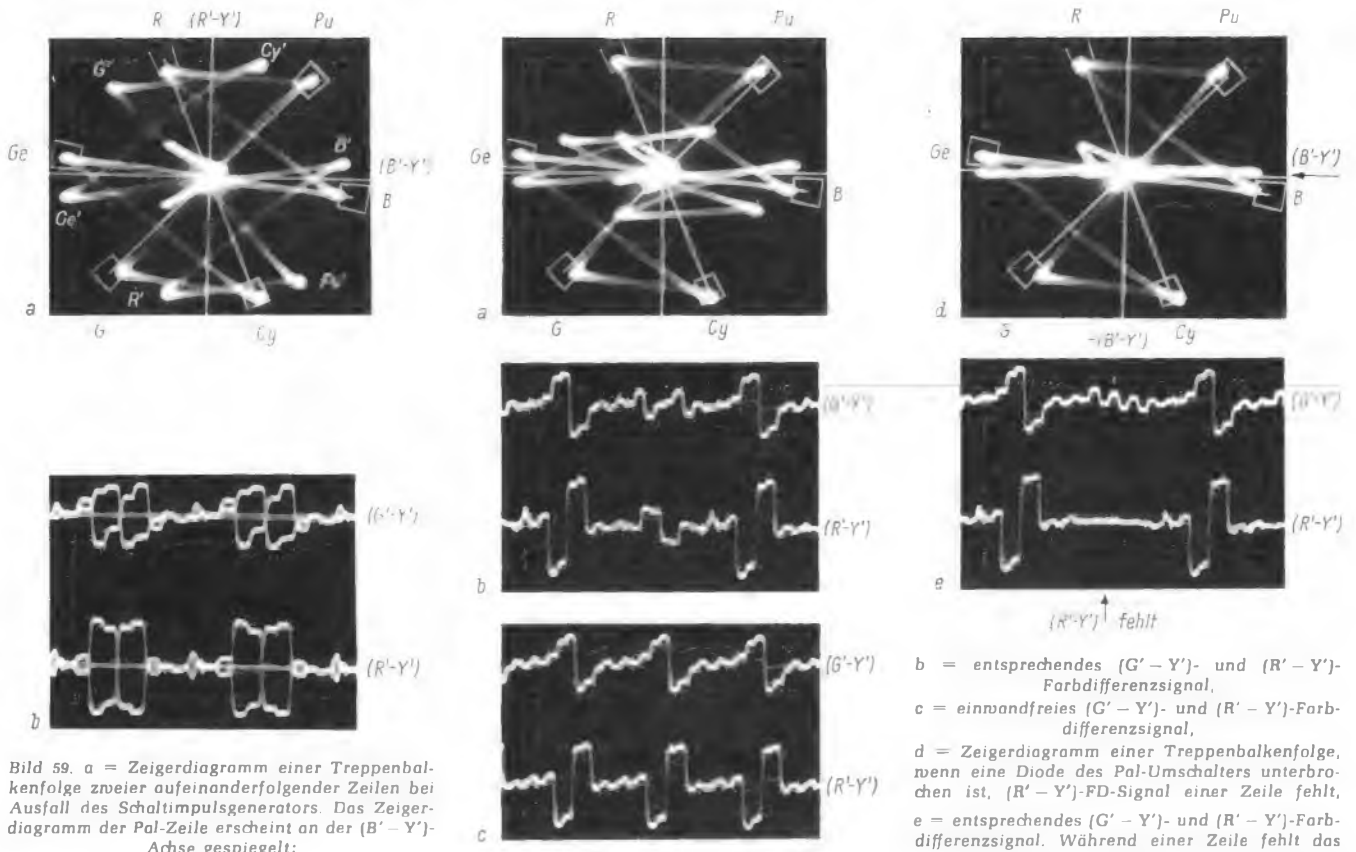 R (R'-Y') Pu
G' Cy'
Ge
B'
(B'-Y')
B
Ge'
R'
Pu'
a
G Cy
(G'-Y')
(R'-Y')
b
Bild 59. a = Zeigerdiagramm einer Treppenbal-
kenfolge zweier aufeinanderfolgender Zeilen bei
Ausfall des Schaltimpulsgenerators. Das Zeiger-
diagramm der Pal-Zeile erscheint an der (B' – Y')-
Achse gespiegelt;
R Pu
Ge
B
a
G Cy
(G'-Y')
(R'-Y')
b
(G'-Y')
(R'-Y')
c
R Pu
Ge
(B'-Y')
B
d
G Cy
-(B'-Y')
(G'-Y')
(R'-Y')
e
(R'-Y') fehlt
b = entsprechendes (G' – Y')- und (R' – Y')-
Farbdifferenzsignal,
c = einwandfreies (G' – Y')- und (R' – Y')-Farb-
differenzsignal,
d = Zeigerdiagramm einer Treppenbalkenfolge,
wenn eine Diode des Pal-Umschalters unterbro-
chen ist, (R' – Y')-FD-Signal einer Zeile fehlt,
e = entsprechendes (G' – Y')- und (R' – Y')-Farb-
differenzsignal. Während einer Zeile fehlt das